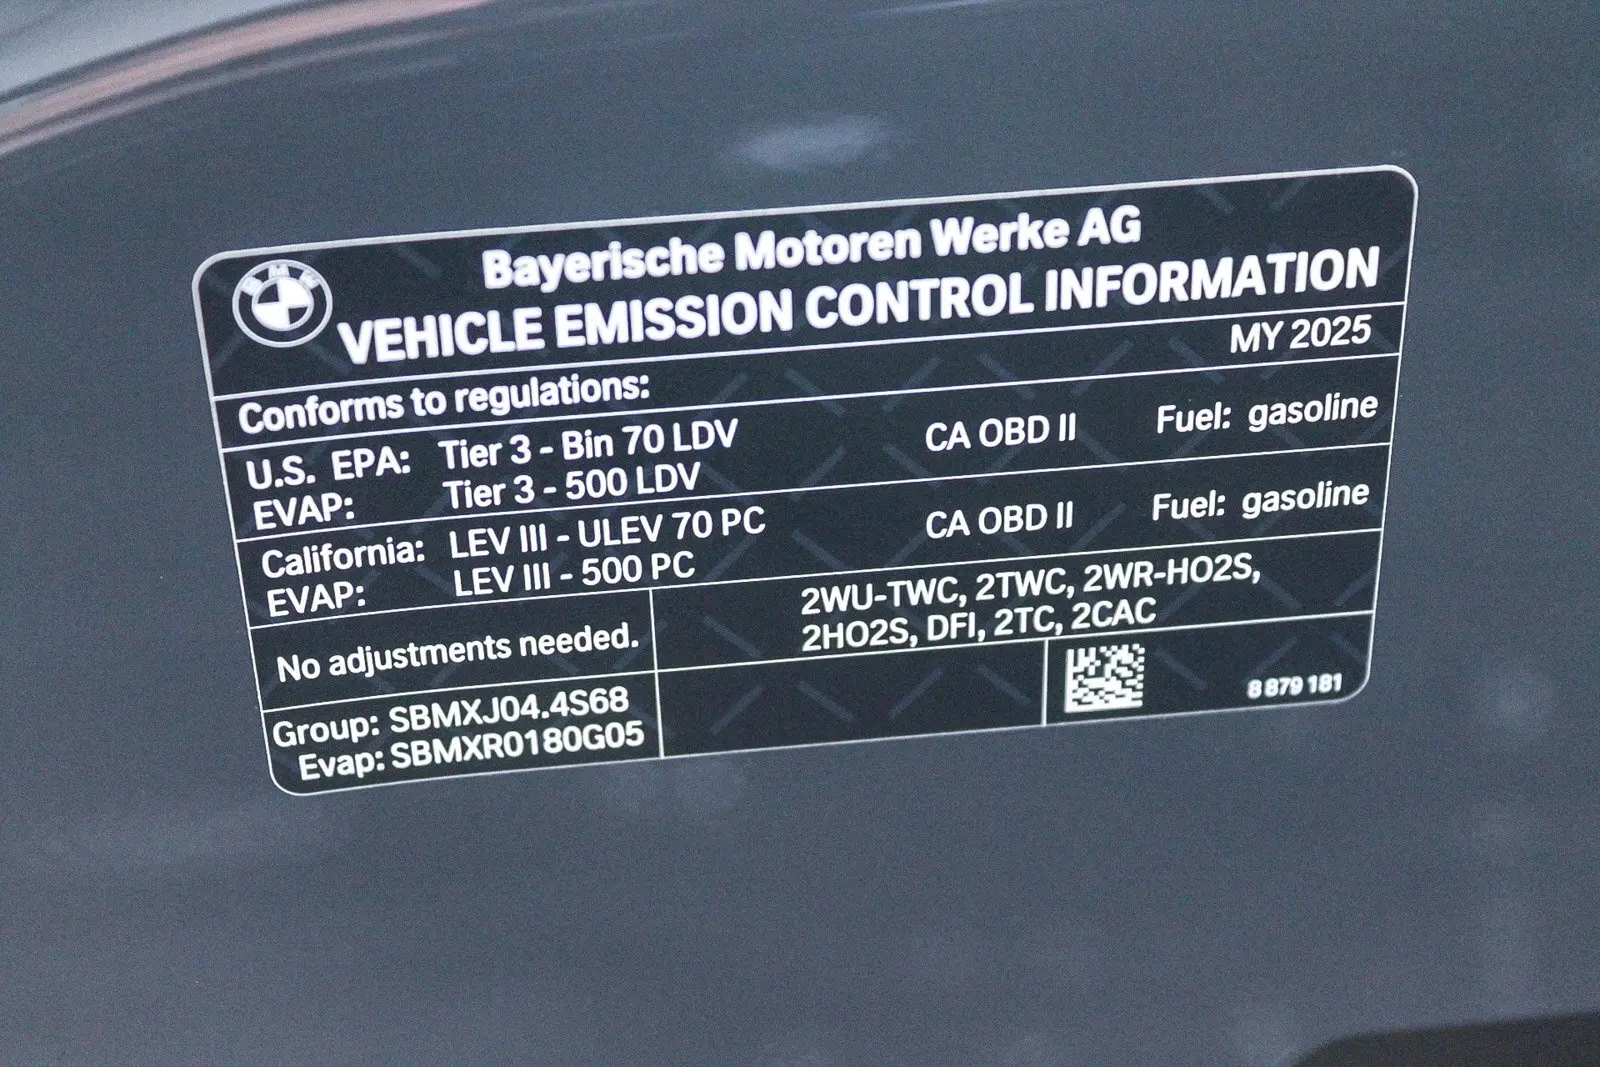 BMW
Bayerische Motoren Werke AG
VEHICLE EMISSION CONTROL INFORMATION
MY 2025
Conforms to regulations:
U.S. EPA: Tier 3 - Bin 70 LDV CA OBD II Fuel: gasoline
EVAP: Tier 3 - 500 LDV
California: LEV III - ULEV 70 PC CA OBD II Fuel: gasoline
EVAP: LEV III - 500 PC
No adjustments needed.
2WU-TWC, 2TWC, 2WR-HO2S,
2HO2S, DFI, 2TC, 2CAC
Group: SBMXJ04.4S68
Evap: SBMXR0180G05
8 879 181